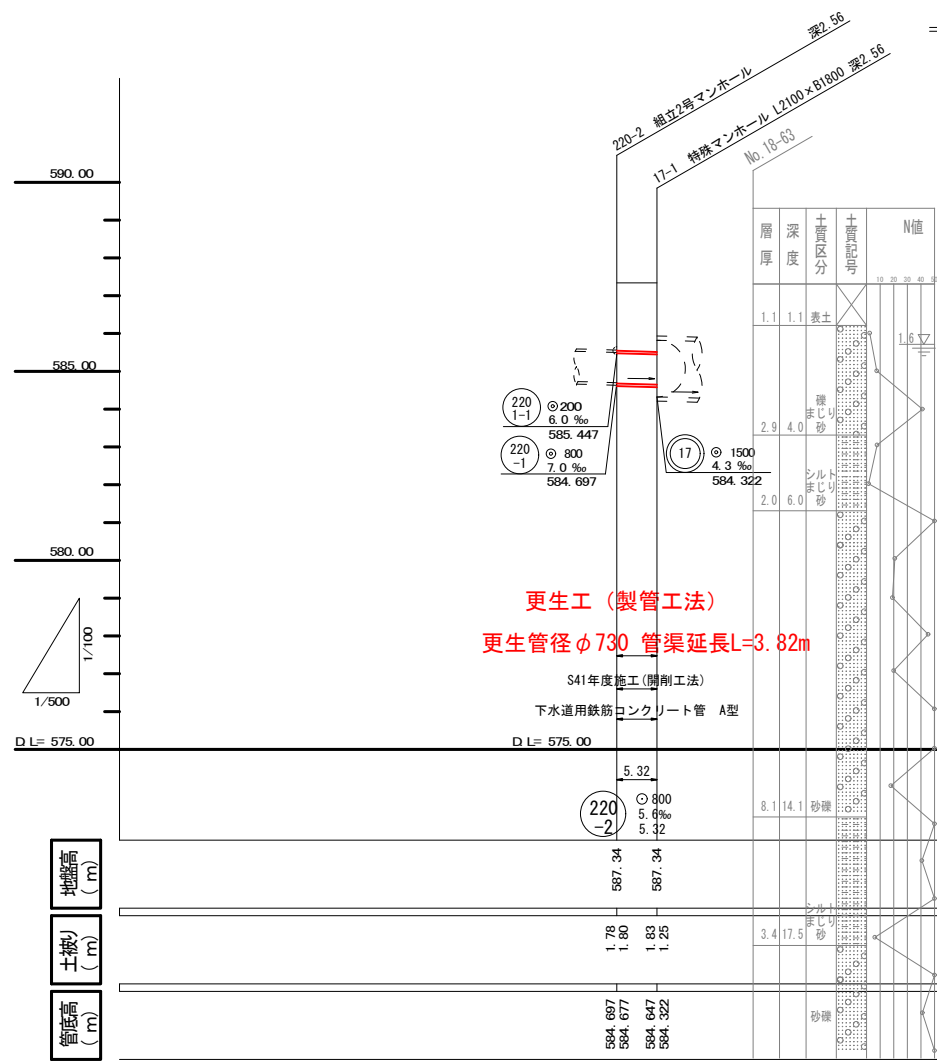 220-2 組立2号マンホール 深2.56
17-1 特殊マンホール L2100×B1800 深2.56
No.18-63
590.00
585.00
580.00
1/100
1/500
D L= 575.00
D L= 575.00
220
1-1
◎200
6.0 ‰
585.447
220
-1
◎ 800
7.0 ‰
584.697
17
◎ 1500
4.3 ‰
584.322
更生工（製管工法）
更生管径φ730 管渠延長L=3.82m
S41年度施工(開削工法)
下水道用鉄筋コンクリート管 A型
5.32
220
-2
⊙800
5.6‰
5.32
地盤高
(m)
587.34
587.34
土被り
(m)
1.78
1.80
1.83
1.25
管底高
(m)
584.697
584.677
584.647
584.322
層厚
深度
土質区分
土質記号
N値
10 20 30 40 50
1.1 1.1 表土
1.6
2.9 4.0 礫まじり砂
2.0 6.0 シルトまじり砂
8.1 14.1 砂礫
3.4 17.5 シルトまじり砂
砂礫